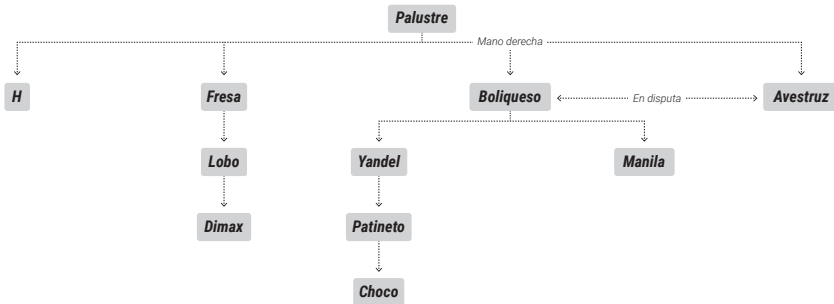 Palustre
Mano derecha
H
Fresa
Boliqueso
En disputa
Avestruz
Lobo
Yandel
Manila
Dimax
Patineto
Choco